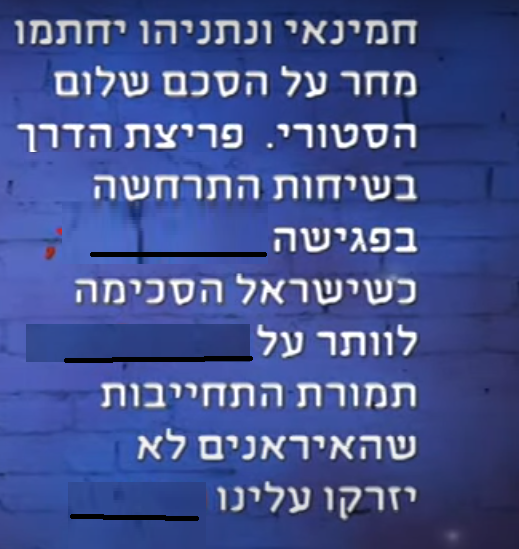 חמינאי ונתניהו יחתמו
מחר על הסכם שלום
הסטורי. פריצת הדרך
בשיחות התרחשה
בפגישה
כשישראל הסכימה
לוותר על
תמורת התחייבות
שהאיראנים לא
יזרקו עלינו